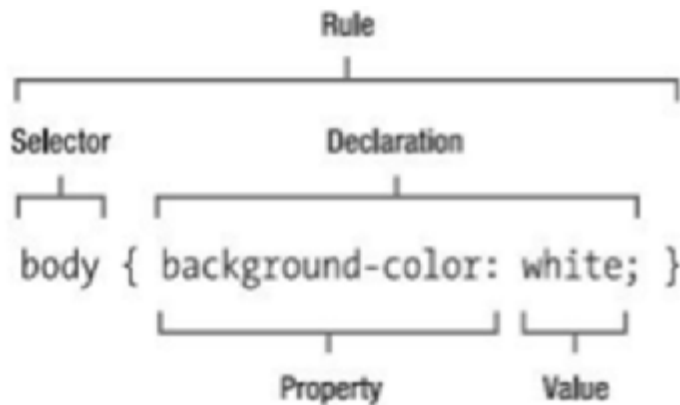 Rule
Selector Declaration
body { background-color: white; }
Property Value